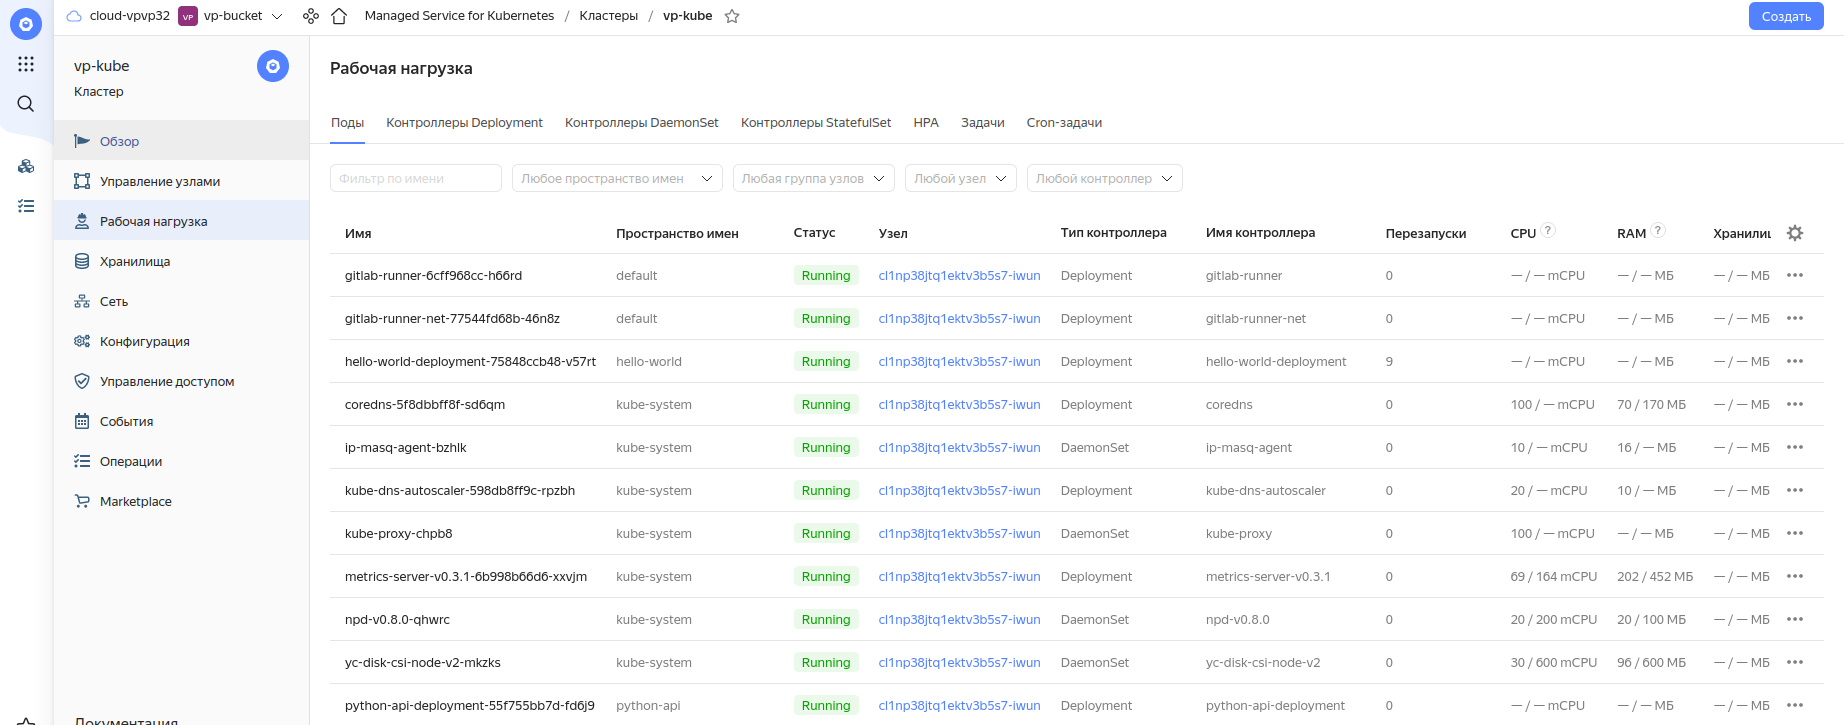 cloud-vpvp32 VP vp-bucket Managed Service for Kubernetes / Кластеры / vp-kube Создать
vp-kube
Кластер
Обзор
Управление узлами
Рабочая нагрузка
Хранилища
Сеть
Конфигурация
Управление доступом
События
Операции
Marketplace
Документация
Рабочая нагрузка
Поды Контроллеры Deployment Контроллеры DaemonSet Контроллеры StatefulSet HPA Задачи Cron-задачи
Фильтр по имени Любое пространство имен Любая группа узлов Любой узел Любой контроллер
Имя Пространство имен Статус Узел Тип контроллера Имя контроллера Перезапуски CPU ? RAM ? Хранилищ
gitlab-runner-6cff968cc-h66rd default Running cl1np38jtq1ektv3b5s7-iwun Deployment gitlab-runner 0 — / — mCPU — / — МБ — / — МБ
gitlab-runner-net-77544fd68b-46n8z default Running cl1np38jtq1ektv3b5s7-iwun Deployment gitlab-runner-net 0 — / — mCPU — / — МБ — / — МБ
hello-world-deployment-75848ccb48-v57rt hello-world Running cl1np38jtq1ektv3b5s7-iwun Deployment hello-world-deployment 9 — / — mCPU — / — МБ — / — МБ
coredns-5f8dbbff8f-sd6qm kube-system Running cl1np38jtq1ektv3b5s7-iwun Deployment coredns 0 100 / — mCPU 70 / 170 МБ — / — МБ
ip-masq-agent-bzhlk kube-system Running cl1np38jtq1ektv3b5s7-iwun DaemonSet ip-masq-agent 0 10 / — mCPU 16 / — МБ — / — МБ
kube-dns-autoscaler-598db8ff9c-rpzbh kube-system Running cl1np38jtq1ektv3b5s7-iwun Deployment kube-dns-autoscaler 0 20 / — mCPU 10 / — МБ — / — МБ
kube-proxy-chpb8 kube-system Running cl1np38jtq1ektv3b5s7-iwun DaemonSet kube-proxy 0 100 / — mCPU — / — МБ — / — МБ
metrics-server-v0.3.1-6b998b66d6-xxvjm kube-system Running cl1np38jtq1ektv3b5s7-iwun Deployment metrics-server-v0.3.1 0 69 / 164 mCPU 202 / 452 МБ — / — МБ
npd-v0.8.0-qhwrc kube-system Running cl1np38jtq1ektv3b5s7-iwun DaemonSet npd-v0.8.0 0 20 / 200 mCPU 20 / 100 МБ — / — МБ
yc-disk-csi-node-v2-mkzks kube-system Running cl1np38jtq1ektv3b5s7-iwun DaemonSet yc-disk-csi-node-v2 0 30 / 600 mCPU 96 / 600 МБ — / — МБ
python-api-deployment-55f755bb7d-fd6j9 python-api Running cl1np38jtq1ektv3b5s7-iwun Deployment python-api-deployment 0 — / — mCPU — / — МБ — / — МБ